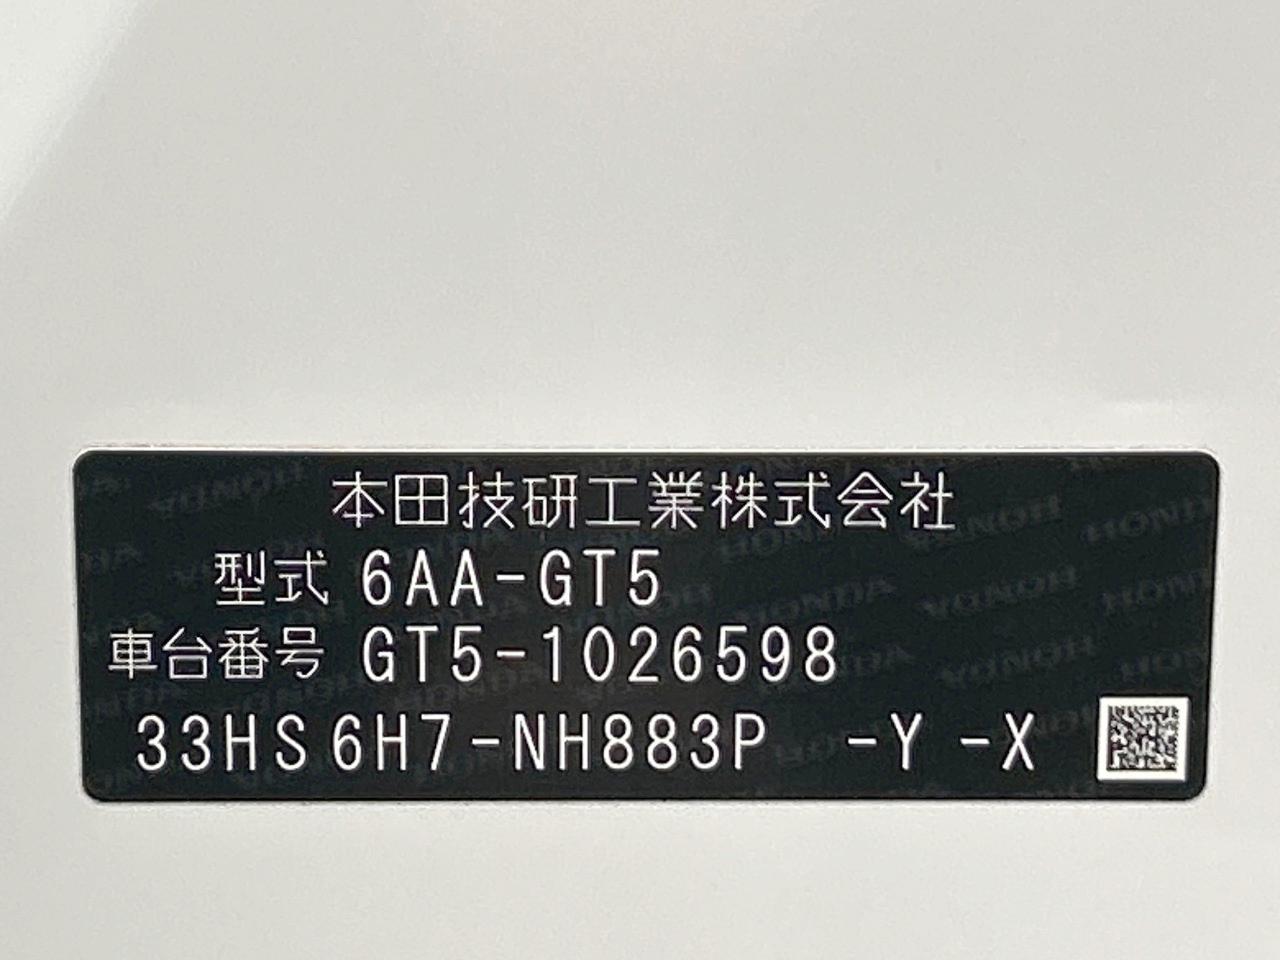 本田技研工業株式会社
型式 6AA-GT5
車台番号 GT5-1026598
33HS6H7-NH883P -Y -X